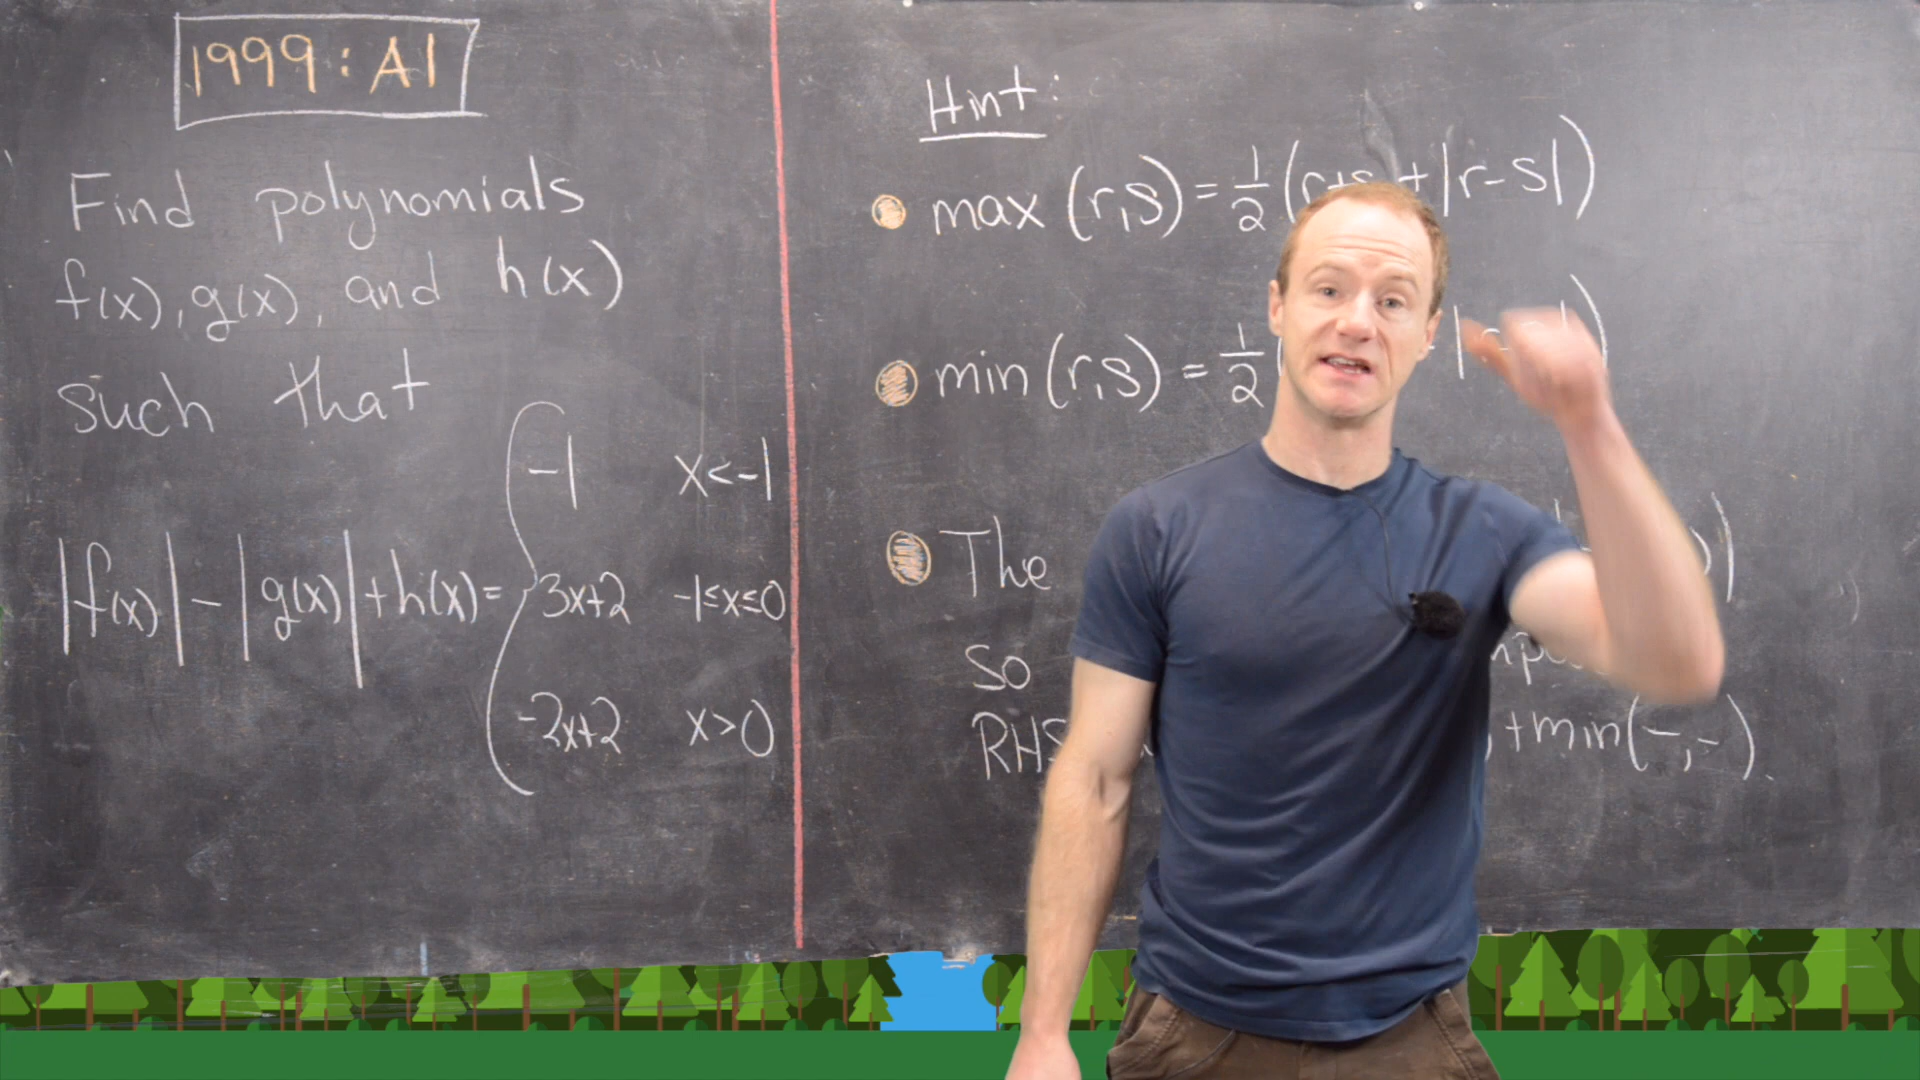 1999: A1
Find polynomials
f(x), g(x), and h(x)
such that
|f(x)| - |g(x)| + h(x) = { -1 x < -1
3x+2 -1≤x≤0
-2x+2 x>0
Hint:
max (r,s) = 1/2 (r+s + |r-s|)
min (r,s) = 1/2 (
The
so
RHS + min(-,-).